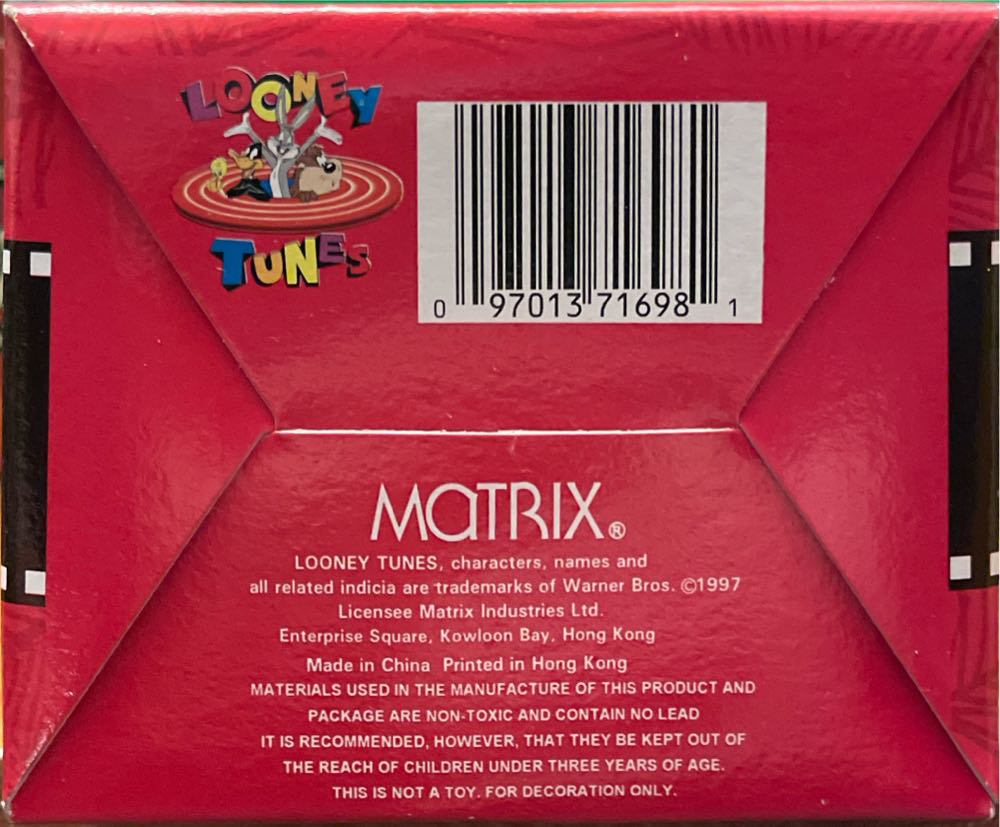 LOONEY
TUNES
0 97013 71698 1
MATRIX®
LOONEY TUNES, characters, names and
all related indicia are trademarks of Warner Bros. ©1997
Licensee Matrix Industries Ltd.
Enterprise Square, Kowloon Bay, Hong Kong
Made in China Printed in Hong Kong
MATERIALS USED IN THE MANUFACTURE OF THIS PRODUCT AND
PACKAGE ARE NON-TOXIC AND CONTAIN NO LEAD
IT IS RECOMMENDED, HOWEVER, THAT THEY BE KEPT OUT OF
THE REACH OF CHILDREN UNDER THREE YEARS OF AGE.
THIS IS NOT A TOY. FOR DECORATION ONLY.